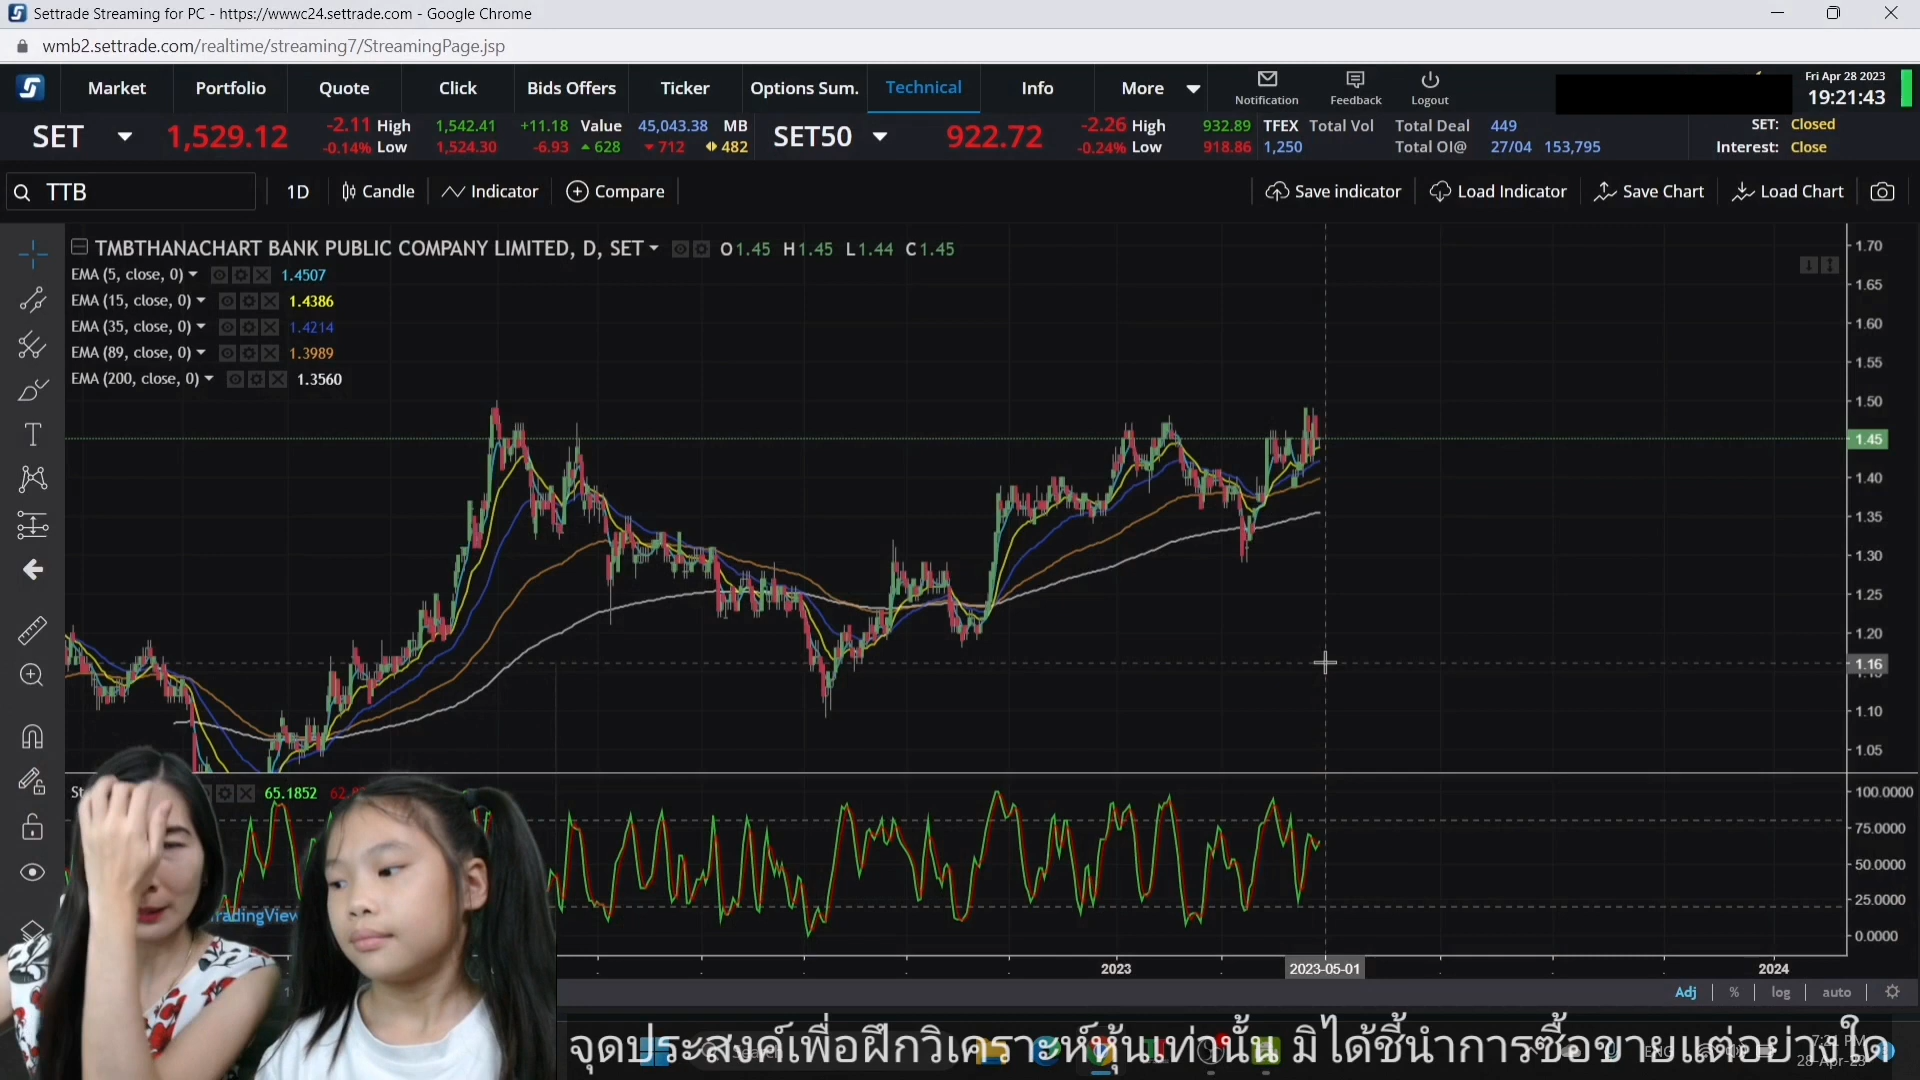 Settrade Streaming for PC - https://wwwc24.settrade.com - Google Chrome
wmb2.settrade.com/realtime/streaming7/StreamingPage.jsp
Market Portfolio Quote Click Bids Offers Ticker Options Sum. Technical Info More Notification Feedback Logout Fri Apr 28 2023
19:21:43
SET 1,529.12 -2.11 High 1,542.41 +11.18 Value 45,043.38 MB SET50 922.72 -2.26 High 932.89 TFEX Total Vol Total Deal 449 SET: Closed
-0.14% Low 1,524.30 -6.93 628 712 482 -0.24% Low 918.86 1,250 Total OI@ 27/04 153,795 Interest: Close
TTB 1D Candle Indicator Compare Save indicator Load Indicator Save Chart Load Chart
TMBTHANACHART BANK PUBLIC COMPANY LIMITED, D, SET O 1.45 H 1.45 L 1.44 C 1.45
EMA (5, close, 0) 1.4507
EMA (15, close, 0) 1.4386
EMA (35, close, 0) 1.4214
EMA (89, close, 0) 1.3989
EMA (200, close, 0) 1.3560
1.70
1.65
1.60
1.55
1.50
1.45
1.40
1.35
1.30
1.25
1.20
1.16
1.10
1.05
65.1852
100.0000
75.0000
50.0000
25.0000
0.0000
2023 2023-05-01 2024
Adj % log auto
จุดประสงค์เพื่อฝึกวิเคราะห์หุ้นเท่านั้น มิได้ชี้นำการซื้อขายแต่อย่างใด